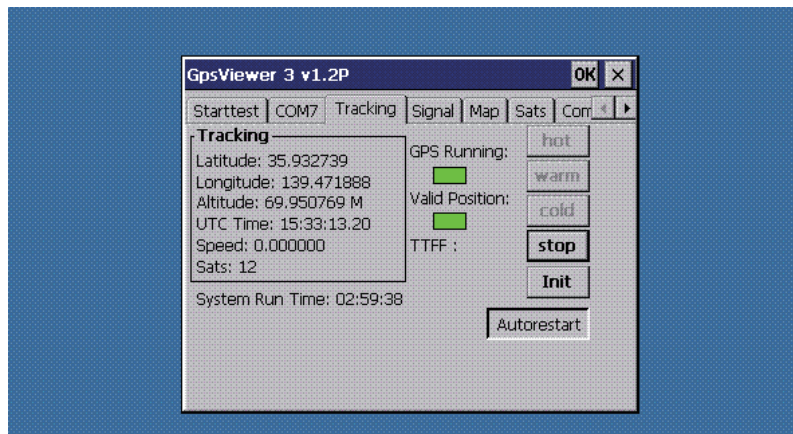 GpsViewer 3 v1.2P OK ×
Starttest COM7 Tracking Signal Map Sats Com
Tracking
Latitude: 35.932739
Longitude: 139.471888
Altitude: 69.950769 M
UTC Time: 15:33:13.20
Speed: 0.000000
Sats: 12
System Run Time: 02:59:38
GPS Running:
Valid Position:
TTFF :
hot
warm
cold
stop
Init
Autorestart